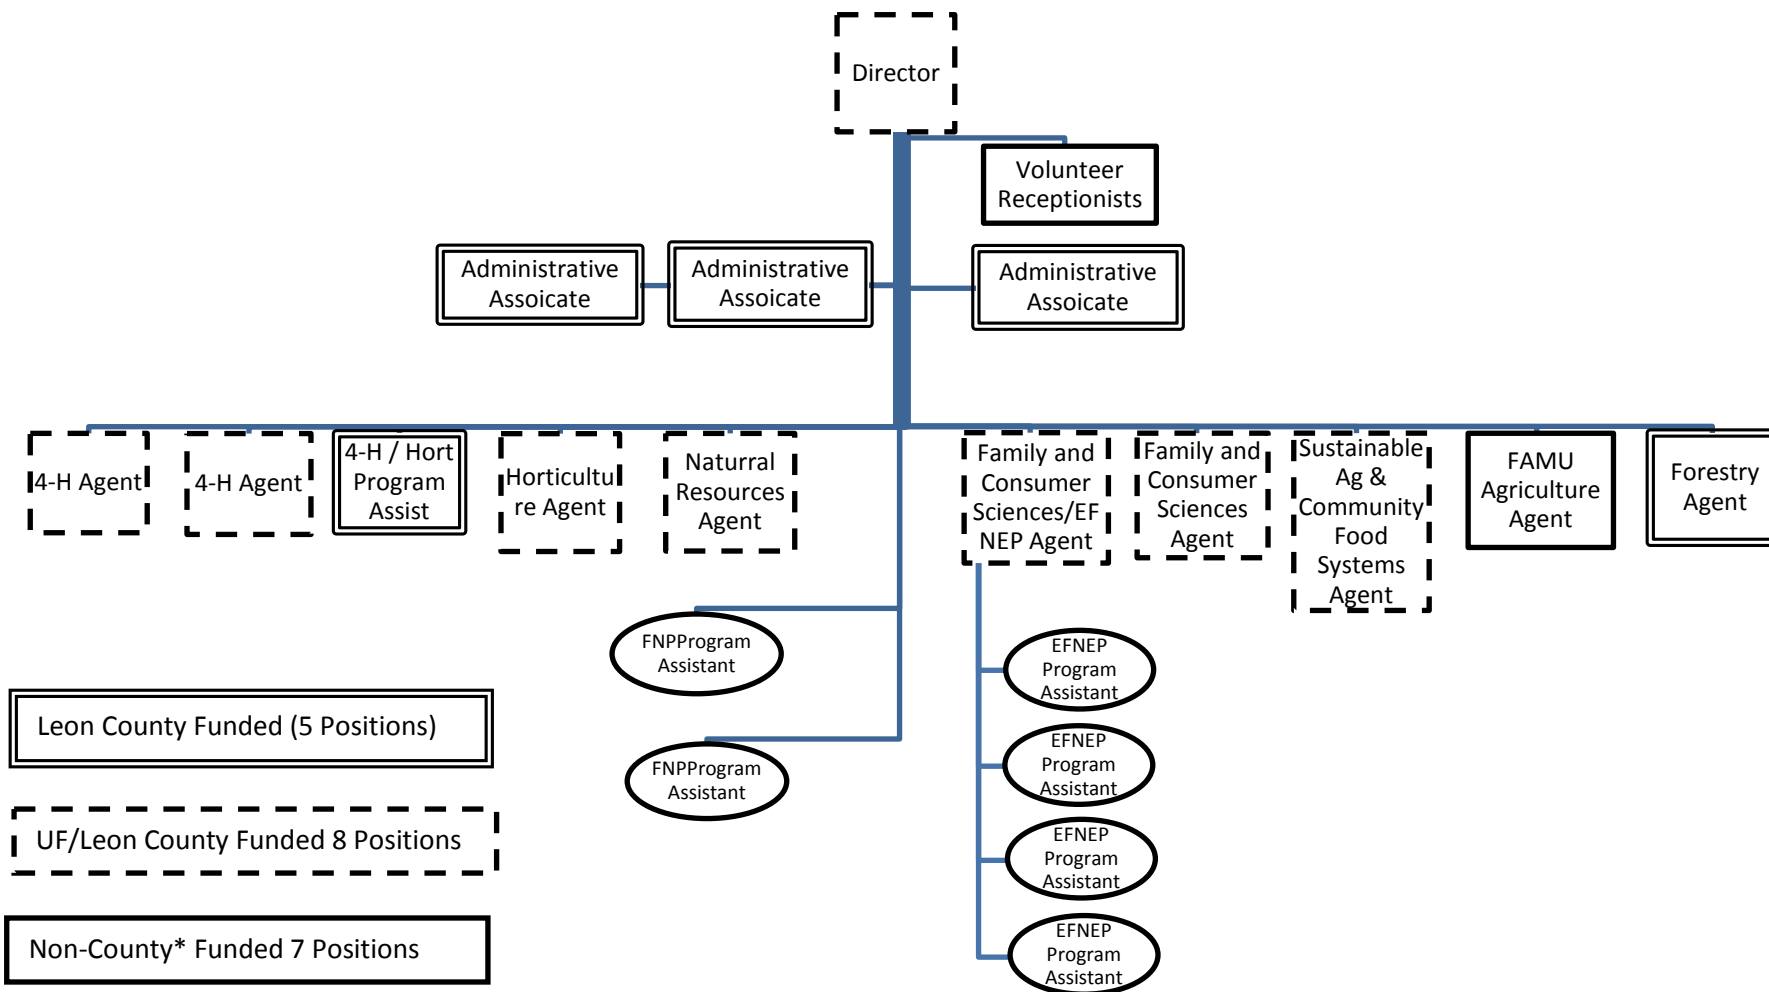 Director
Volunteer
Receptionists
Administrative
Assoicate
Administrative
Assoicate
Administrative
Assoicate
4-H Agent
4-H Agent
4-H / Hort
Program
Assist
Horticultu
re Agent
Naturral
Resources
Agent
Family and
Consumer
Sciences/EF
NEP Agent
Family and
Consumer
Sciences
Agent
Sustainable
Ag &
Community
Food
Systems
Agent
FAMU
Agriculture
Agent
Forestry
Agent
FNPProgram
Assistant
FNPProgram
Assistant
EFNEP
Program
Assistant
EFNEP
Program
Assistant
EFNEP
Program
Assistant
EFNEP
Program
Assistant
Leon County Funded (5 Positions)
UF/Leon County Funded 8 Positions
Non-County* Funded 7 Positions